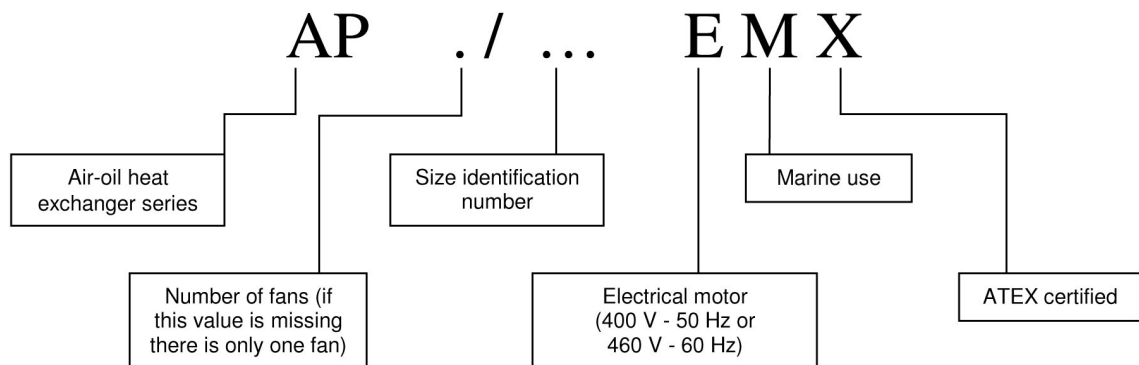 AP . / ... E M X
Air-oil heat
exchanger series
Size identification
number
Marine use
Number of fans (if
this value is missing
there is only one fan)
Electrical motor
(400 V - 50 Hz or
460 V - 60 Hz)
ATEX certified